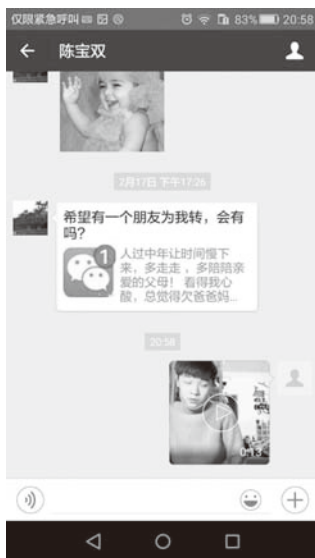 仅限紧急呼叫 83% 20:58
陈宝双
2月17日 下午17:26
希望有一个朋友为我转，会有
吗?
1
人过中年让时间慢下
来，多走走，多陪陪亲
爱的父母！看得我心
酸，总觉得欠爸爸妈...
20:58
0:13